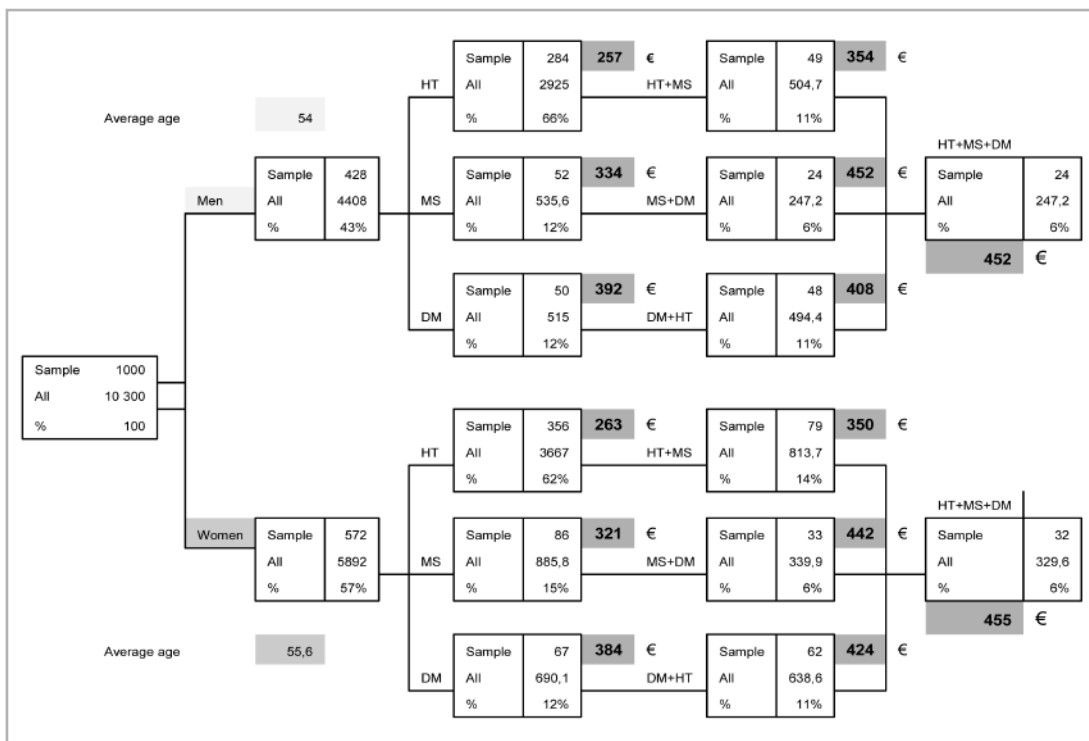 Average age 54
Men
Sample 428
All 4408
% 43%
HT
Sample 284 257 €
All 2925
% 66%
HT+MS
Sample 49 354 €
All 504,7
% 11%
MS
Sample 52 334 €
All 535,6
% 12%
MS+DM
Sample 24 452 €
All 247,2
% 6%
DM
Sample 50 392 €
All 515
% 12%
DM+HT
Sample 48 408 €
All 494,4
% 11%
HT+MS+DM
Sample 24
All 247,2
% 6%
452 €
Sample 1000
All 10 300
% 100
Women
Sample 572
All 5892
% 57%
HT
Sample 356 263 €
All 3667
% 62%
HT+MS
Sample 79 350 €
All 813,7
% 14%
MS
Sample 86 321 €
All 885,8
% 15%
MS+DM
Sample 33 442 €
All 339,9
% 6%
DM
Sample 67 384 €
All 690,1
% 12%
DM+HT
Sample 62 424 €
All 638,6
% 11%
HT+MS+DM
Sample 32
All 329,6
% 6%
455 €
Average age 55,6